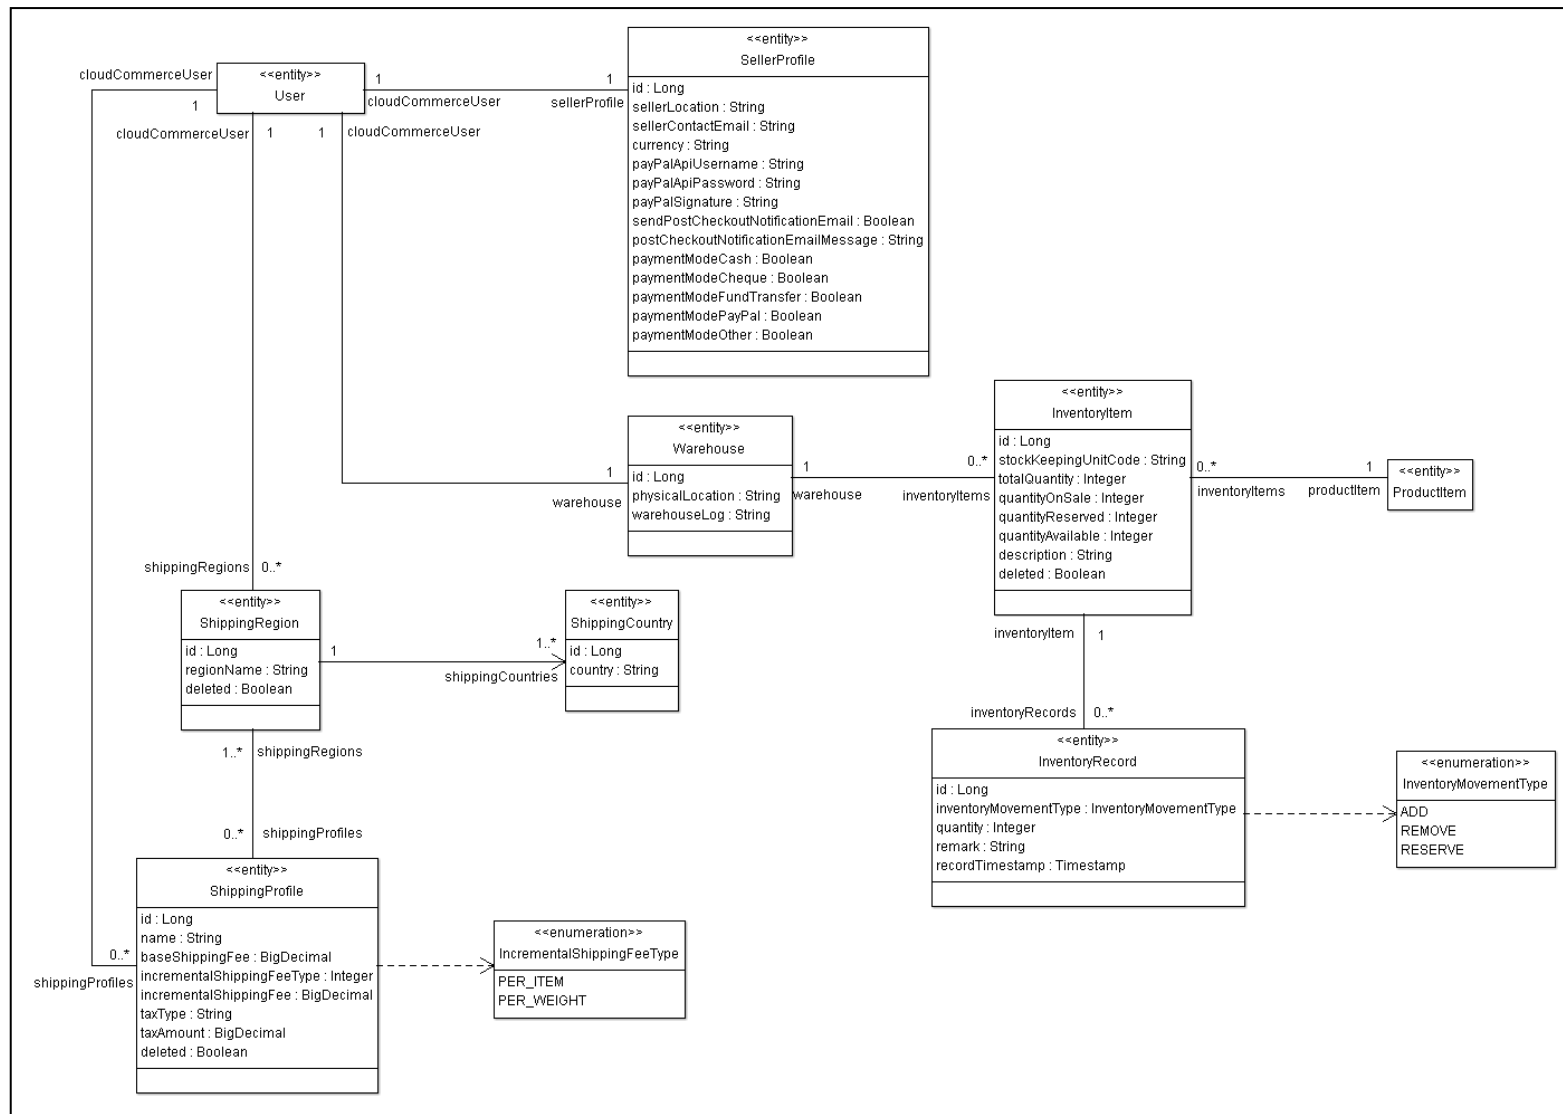 <<entity>>
SellerProfile
id : Long
sellerLocation : String
sellerContactEmail : String
currency : String
payPalApiUsername : String
payPalApiPassword : String
payPalSignature : String
sendPostCheckoutNotificationEmail : Boolean
postCheckoutNotificationEmailMessage : String
paymentModeCash : Boolean
paymentModeCheque : Boolean
paymentModeFundTransfer : Boolean
paymentModePayPal : Boolean
paymentModeOther : Boolean
<<entity>>
User
cloudCommerceUser
1
cloudCommerceUser
1
1
cloudCommerceUser
1
cloudCommerceUser
1
sellerProfile
<<entity>>
Warehouse
id : Long
physicalLocation : String
warehouseLog : String
1
warehouse
1
warehouse
0..*
inventoryItems
<<entity>>
InventoryItem
id : Long
stockKeepingUnitCode : String
totalQuantity : Integer
quantityOnSale : Integer
quantityReserved : Integer
quantityAvailable : Integer
description : String
deleted : Boolean
0..*
inventoryItems
1
productItem
<<entity>>
ProductItem
shippingRegions
0..*
<<entity>>
ShippingRegion
id : Long
regionName : String
deleted : Boolean
1
1..*
shippingCountries
<<entity>>
ShippingCountry
id : Long
country : String
inventoryItem
1
inventoryRecords
0..*
<<entity>>
InventoryRecord
id : Long
inventoryMovementType : InventoryMovementType
quantity : Integer
remark : String
recordTimestamp : Timestamp
<<enumeration>>
InventoryMovementType
ADD
REMOVE
RESERVE
1..*
shippingRegions
0..*
shippingProfiles
<<entity>>
ShippingProfile
id : Long
name : String
baseShippingFee : BigDecimal
incrementalShippingFeeType : Integer
incrementalShippingFee : BigDecimal
taxType : String
taxAmount : BigDecimal
deleted : Boolean
0..*
shippingProfiles
<<enumeration>>
IncrementalShippingFeeType
PER_ITEM
PER_WEIGHT